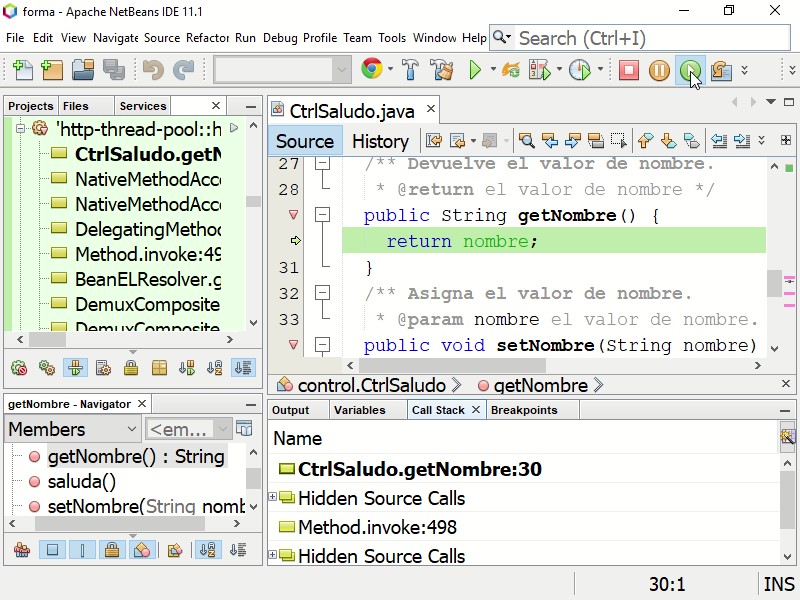 forma - Apache NetBeans IDE 11.1
File Edit View Navigate Source Refactor Run Debug Profile Team Tools Window Help Search (Ctrl+I)
Projects Files Services
'http-thread-pool::h
CtrlSaludo.getN
NativeMethodAcce
NativeMethodAcce
DelegatingMethod
Method.invoke:49
BeanELResolver.g
DemuxComposite
DemuxComposite
getNombre - Navigator
Members <em...
getNombre() : String
saluda()
setNombre(String nomb
CtrlSaludo.java
Source History
27 /** Devuelve el valor de nombre.
28 * @return el valor de nombre */
public String getNombre() {
return nombre;
31 }
32 /** Asigna el valor de nombre.
33 * @param nombre el valor de nombre.
public void setNombre(String nombre)
control.CtrlSaludo getNombre
Output Variables Call Stack Breakpoints
Name
CtrlSaludo.getNombre:30
Hidden Source Calls
Method.invoke:498
Hidden Source Calls
30:1 INS